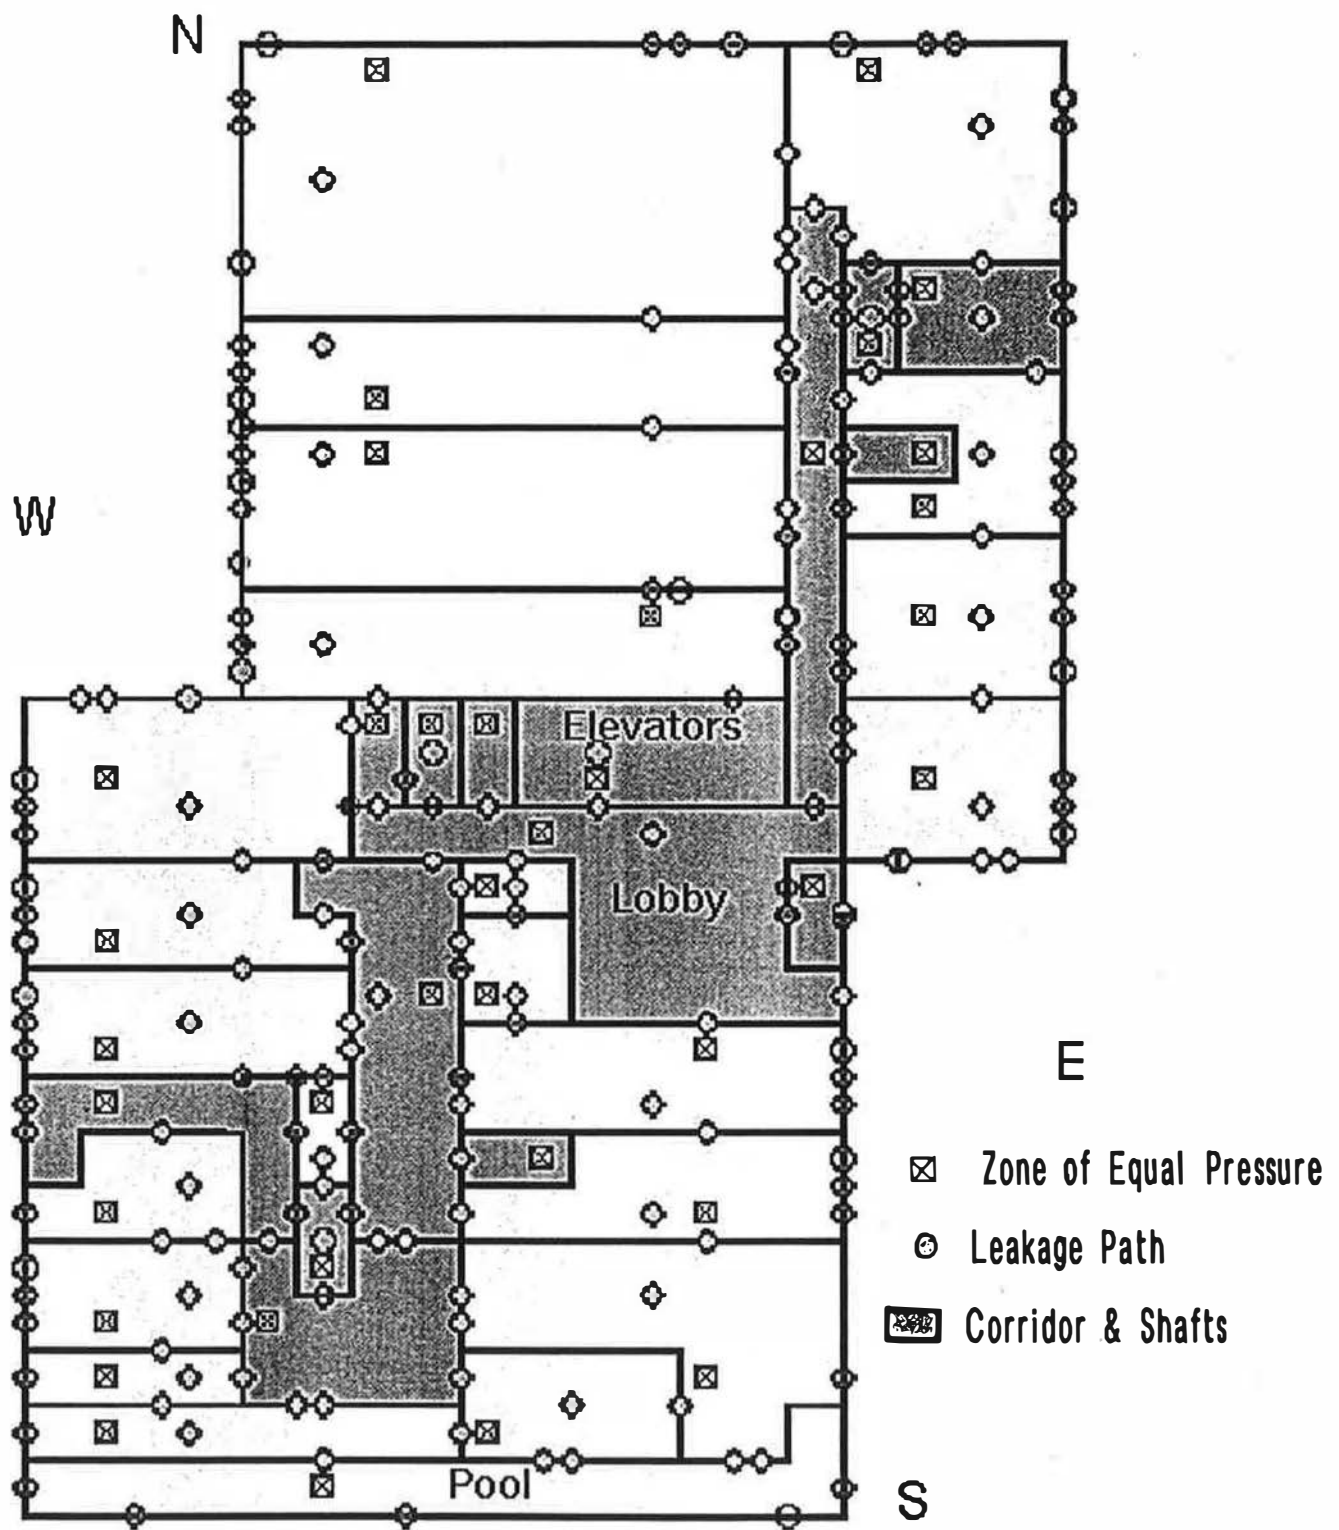 N
W
Elevators
Lobby
E
Zone of Equal Pressure
Leakage Path
Corridor & Shafts
Pool
S